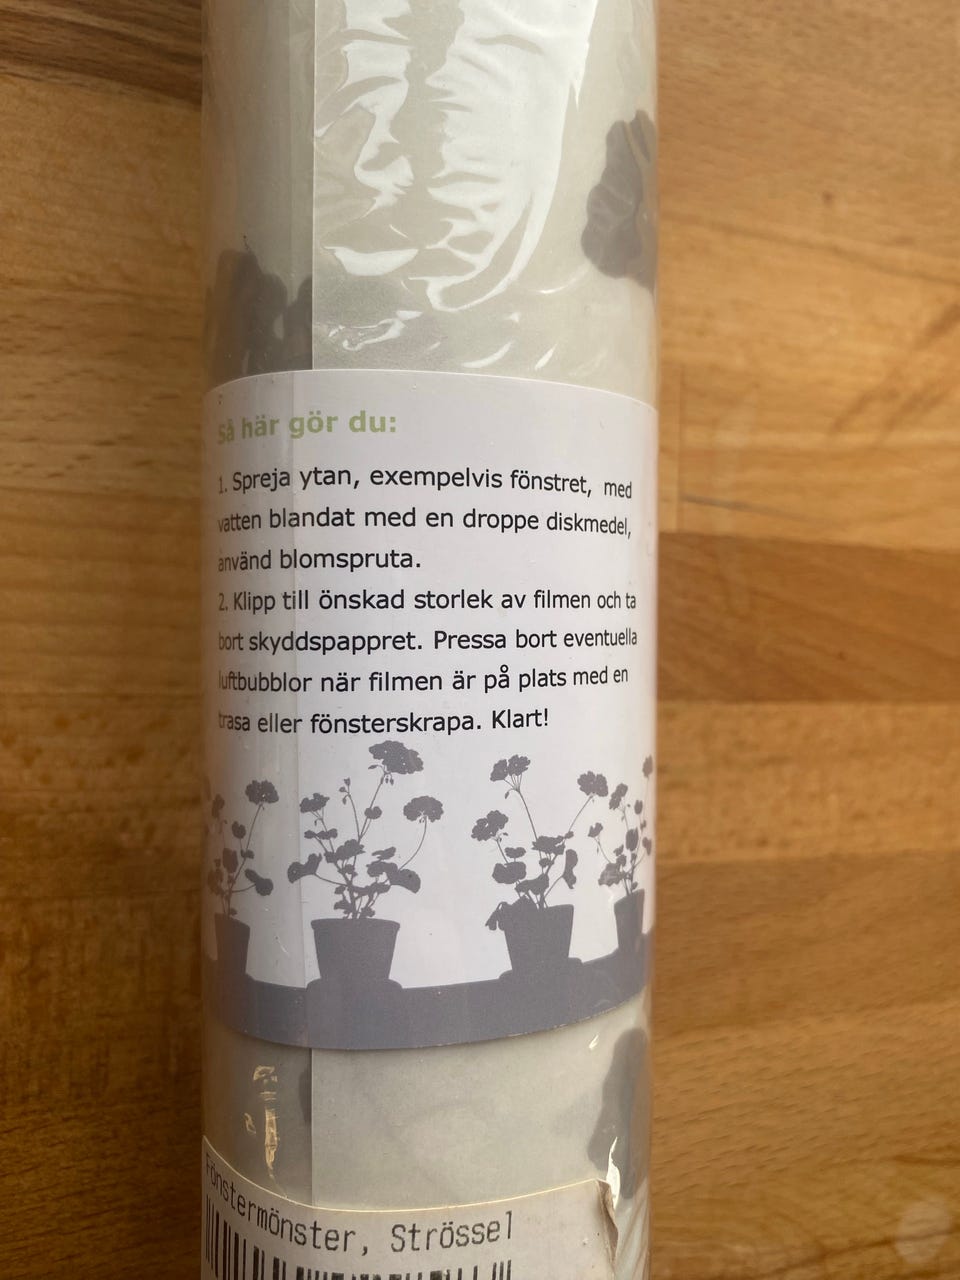 Så här gör du:
1. Spreja ytan, exempelvis fönstret, med
vatten blandat med en droppe diskmedel,
använd blomspruta.
2. Klipp till önskad storlek av filmen och ta
bort skyddspappret. Pressa bort eventuella
luftbubblor när filmen är på plats med en
trasa eller fönsterskrapa. Klart!
Fönstermönster, Strössel